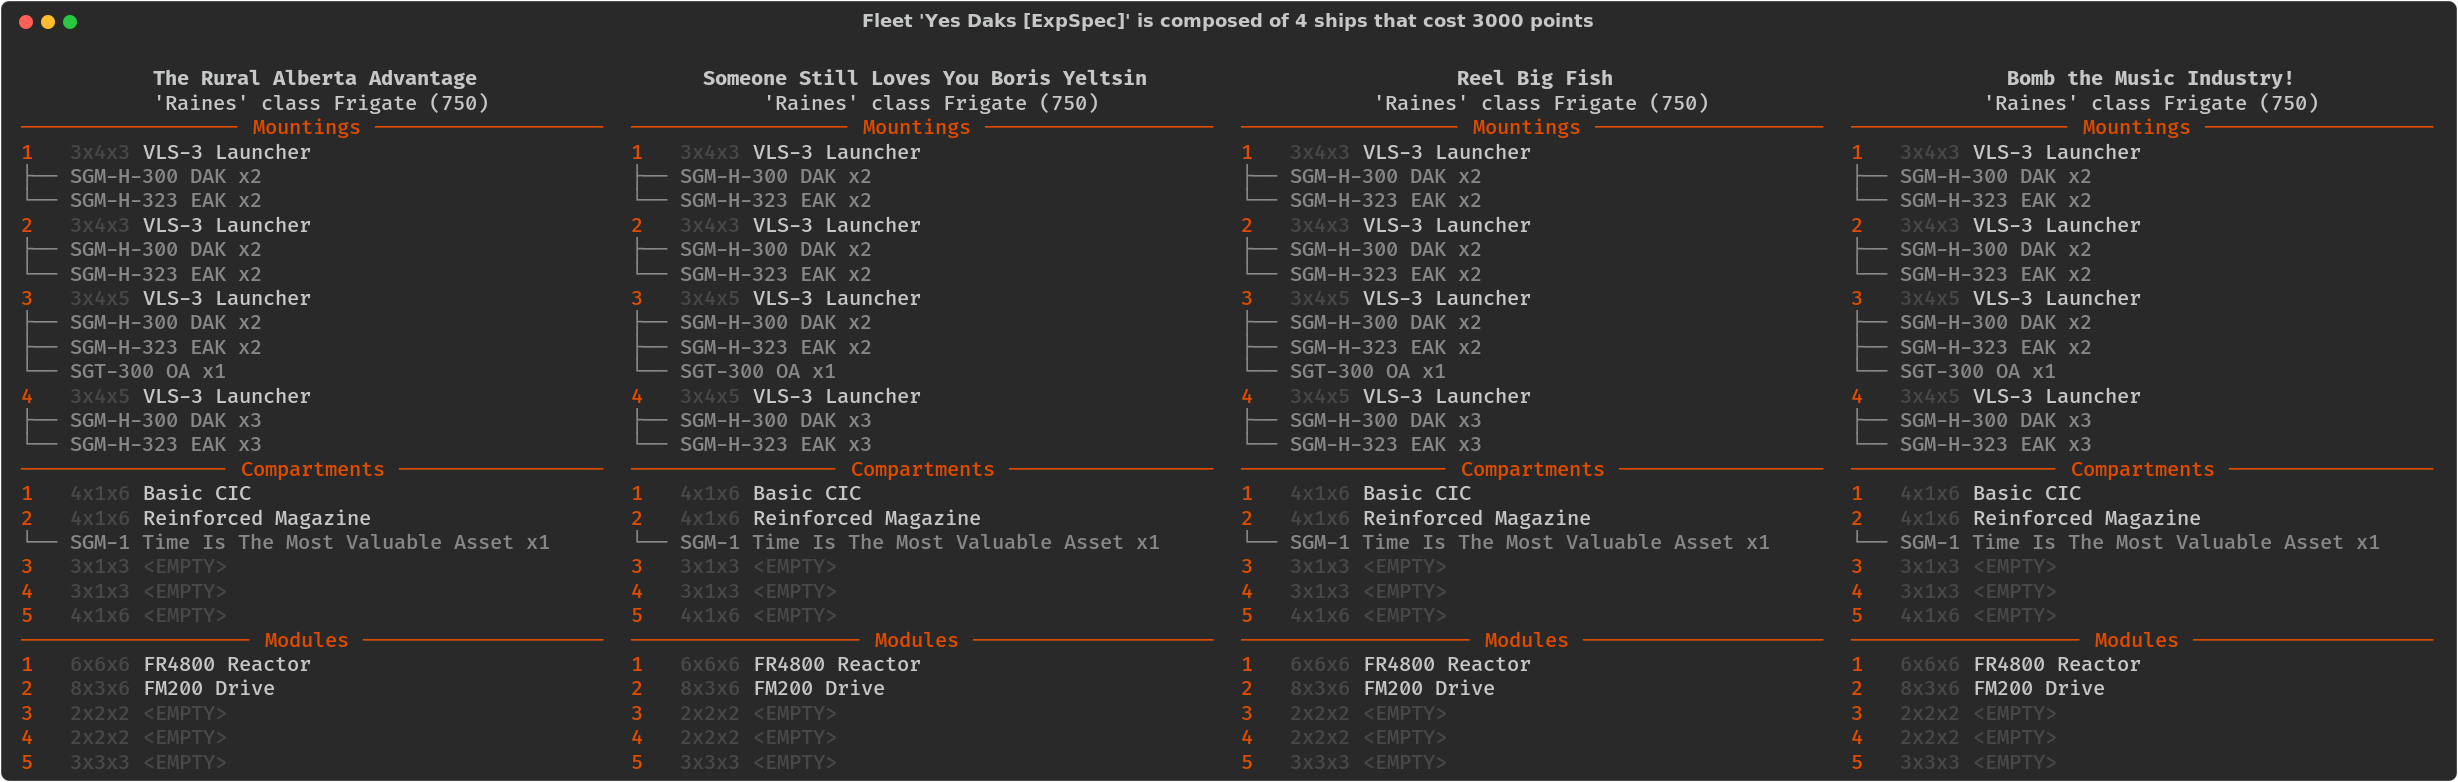 Fleet 'Yes Daks [ExpSpec]' is composed of 4 ships that cost 3000 points
The Rural Alberta Advantage
'Raines' class Frigate (750)
Mountings
1 3x4x3 VLS-3 Launcher
SGM-H-300 DAK x2
SGM-H-323 EAK x2
2 3x4x3 VLS-3 Launcher
SGM-H-300 DAK x2
SGM-H-323 EAK x2
3 3x4x5 VLS-3 Launcher
SGM-H-300 DAK x2
SGM-H-323 EAK x2
SGT-300 OA x1
4 3x4x5 VLS-3 Launcher
SGM-H-300 DAK x3
SGM-H-323 EAK x3
Compartments
1 4x1x6 Basic CIC
2 4x1x6 Reinforced Magazine
SGM-1 Time Is The Most Valuable Asset x1
3 3x1x3 <EMPTY>
4 3x1x3 <EMPTY>
5 4x1x6 <EMPTY>
Modules
1 6x6x6 FR4800 Reactor
2 8x3x6 FM200 Drive
3 2x2x2 <EMPTY>
4 2x2x2 <EMPTY>
5 3x3x3 <EMPTY>
Someone Still Loves You Boris Yeltsin
'Raines' class Frigate (750)
Mountings
1 3x4x3 VLS-3 Launcher
SGM-H-300 DAK x2
SGM-H-323 EAK x2
2 3x4x3 VLS-3 Launcher
SGM-H-300 DAK x2
SGM-H-323 EAK x2
3 3x4x5 VLS-3 Launcher
SGM-H-300 DAK x2
SGM-H-323 EAK x2
SGT-300 OA x1
4 3x4x5 VLS-3 Launcher
SGM-H-300 DAK x3
SGM-H-323 EAK x3
Compartments
1 4x1x6 Basic CIC
2 4x1x6 Reinforced Magazine
SGM-1 Time Is The Most Valuable Asset x1
3 3x1x3 <EMPTY>
4 3x1x3 <EMPTY>
5 4x1x6 <EMPTY>
Modules
1 6x6x6 FR4800 Reactor
2 8x3x6 FM200 Drive
3 2x2x2 <EMPTY>
4 2x2x2 <EMPTY>
5 3x3x3 <EMPTY>
Reel Big Fish
'Raines' class Frigate (750)
Mountings
1 3x4x3 VLS-3 Launcher
SGM-H-300 DAK x2
SGM-H-323 EAK x2
2 3x4x3 VLS-3 Launcher
SGM-H-300 DAK x2
SGM-H-323 EAK x2
3 3x4x5 VLS-3 Launcher
SGM-H-300 DAK x2
SGM-H-323 EAK x2
SGT-300 OA x1
4 3x4x5 VLS-3 Launcher
SGM-H-300 DAK x3
SGM-H-323 EAK x3
Compartments
1 4x1x6 Basic CIC
2 4x1x6 Reinforced Magazine
SGM-1 Time Is The Most Valuable Asset x1
3 3x1x3 <EMPTY>
4 3x1x3 <EMPTY>
5 4x1x6 <EMPTY>
Modules
1 6x6x6 FR4800 Reactor
2 8x3x6 FM200 Drive
3 2x2x2 <EMPTY>
4 2x2x2 <EMPTY>
5 3x3x3 <EMPTY>
Bomb the Music Industry!
'Raines' class Frigate (750)
Mountings
1 3x4x3 VLS-3 Launcher
SGM-H-300 DAK x2
SGM-H-323 EAK x2
2 3x4x3 VLS-3 Launcher
SGM-H-300 DAK x2
SGM-H-323 EAK x2
3 3x4x5 VLS-3 Launcher
SGM-H-300 DAK x2
SGM-H-323 EAK x2
SGT-300 OA x1
4 3x4x5 VLS-3 Launcher
SGM-H-300 DAK x3
SGM-H-323 EAK x3
Compartments
1 4x1x6 Basic CIC
2 4x1x6 Reinforced Magazine
SGM-1 Time Is The Most Valuable Asset x1
3 3x1x3 <EMPTY>
4 3x1x3 <EMPTY>
5 4x1x6 <EMPTY>
Modules
1 6x6x6 FR4800 Reactor
2 8x3x6 FM200 Drive
3 2x2x2 <EMPTY>
4 2x2x2 <EMPTY>
5 3x3x3 <EMPTY>